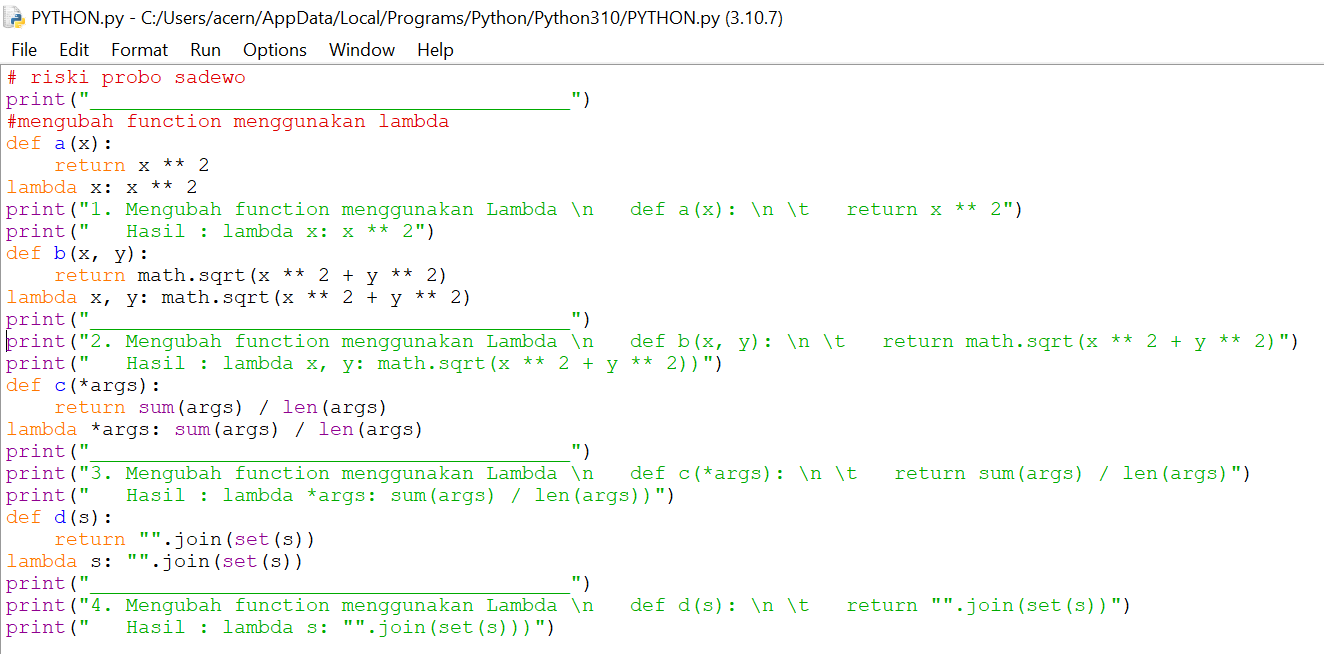 PYTHON.py - C:/Users/acern/AppData/Local/Programs/Python/Python310/PYTHON.py (3.10.7)
File Edit Format Run Options Window Help
# riski probo sadewo
print("________________________________________")
#mengubah function menggunakan lambda
def a(x):
    return x ** 2
lambda x: x ** 2
print("1. Mengubah function menggunakan Lambda \n   def a(x): \n \t   return x ** 2")
print("   Hasil : lambda x: x ** 2")
def b(x, y):
    return math.sqrt(x ** 2 + y ** 2)
lambda x, y: math.sqrt(x ** 2 + y ** 2)
print("________________________________________")
print("2. Mengubah function menggunakan Lambda \n   def b(x, y): \n \t   return math.sqrt(x ** 2 + y ** 2)")
print("   Hasil : lambda x, y: math.sqrt(x ** 2 + y ** 2))")
def c(*args):
    return sum(args) / len(args)
lambda *args: sum(args) / len(args)
print("________________________________________")
print("3. Mengubah function menggunakan Lambda \n   def c(*args): \n \t   return sum(args) / len(args)")
print("   Hasil : lambda *args: sum(args) / len(args))")
def d(s):
    return "".join(set(s))
lambda s: "".join(set(s))
print("________________________________________")
print("4. Mengubah function menggunakan Lambda \n   def d(s): \n \t   return "".join(set(s))")
print("   Hasil : lambda s: "".join(set(s)))")